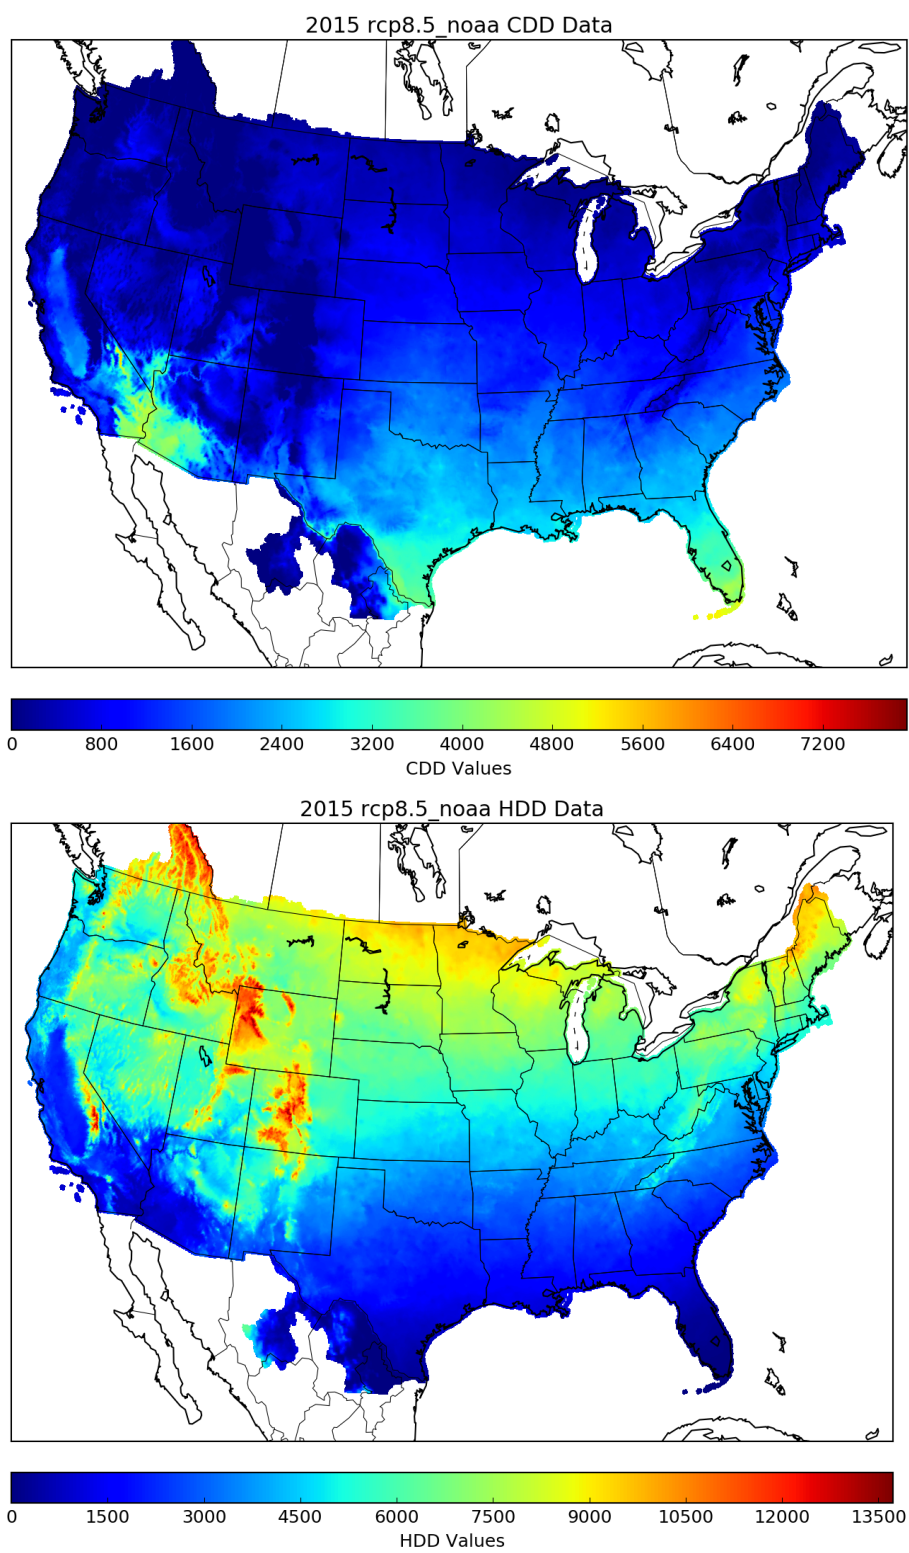 2015 rcp8.5_noaa CDD Data
0 800 1600 2400 3200 4000 4800 5600 6400 7200
CDD Values
2015 rcp8.5_noaa HDD Data
0 1500 3000 4500 6000 7500 9000 10500 12000 13500
HDD Values